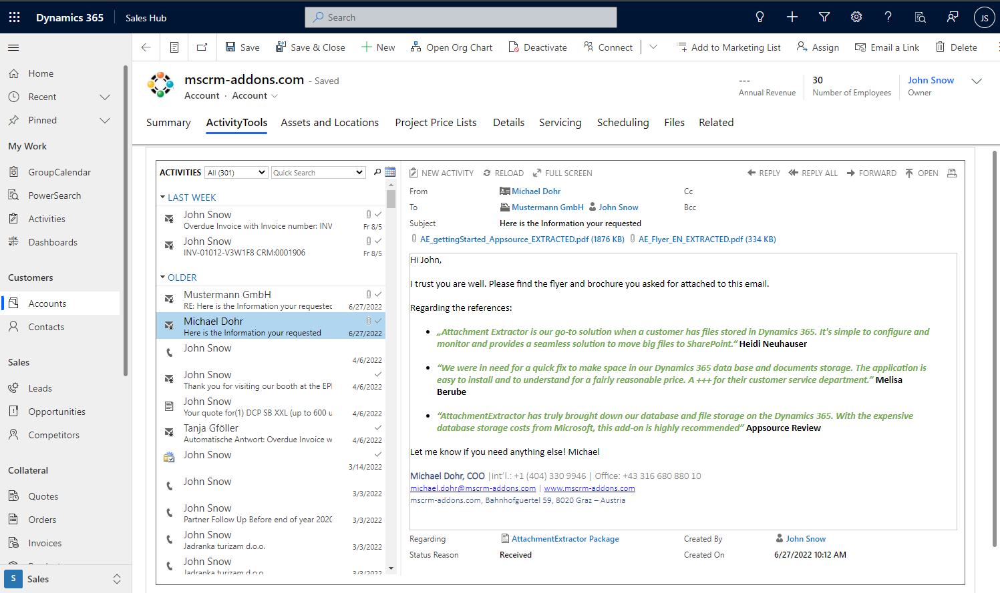 Dynamics 365
Sales Hub
Search
JS
Save
Save & Close
New
Open Org Chart
Deactivate
Connect
Add to Marketing List
Assign
Email a Link
Delete
Home
Recent
Pinned
My Work
GroupCalendar
PowerSearch
Activities
Dashboards
Customers
Accounts
Contacts
Sales
Leads
Opportunities
Competitors
Collateral
Quotes
Orders
Invoices
S
Sales
mscrm-addons.com - Saved
Account · Account
---
Annual Revenue
30
Number of Employees
John Snow
Owner
Summary
ActivityTools
Assets and Locations
Project Price Lists
Details
Servicing
Scheduling
Files
Related
ACTIVITIES
All (301)
Quick Search
LAST WEEK
John Snow
Overdue Invoice with Invoice number: INV
Fr 8/5
John Snow
INV-01012-V3W1F8 CRM:0001906
Fr 8/5
OLDER
Mustermann GmbH
RE: Here is the Information your requested
6/27/2022
Michael Dohr
Here is the Information your requested
6/27/2022
John Snow
4/6/2022
John Snow
Thank you for visiting our booth at the EPI
4/6/2022
John Snow
Your quote for(1) DCP SB XXL (up to 600 u
4/6/2022
Tanja Gföller
Automatische Antwort: Overdue Invoice w
4/6/2022
John Snow
3/14/2022
John Snow
3/3/2022
John Snow
Partner Follow Up Before end of year 2020
3/3/2022
John Snow
Jadranka turizam d.o.o.
3/3/2022
John Snow
Jadranka turizam d.o.o.
3/3/2022
NEW ACTIVITY
RELOAD
FULL SCREEN
REPLY
REPLY ALL
FORWARD
OPEN
From
Michael Dohr
Cc
To
Mustermann GmbH
John Snow
Bcc
Subject
Here is the Information your requested
AE_gettingStarted_Appsource_EXTRACTED.pdf (1876 KB)
AE_Flyer_EN_EXTRACTED.pdf (334 KB)
Hi John,
I trust you are well. Please find the flyer and brochure you asked for attached to this email.
Regarding the references:
• „Attachment Extractor is our go-to solution when a customer has files stored in Dynamics 365. It's simple to configure and
monitor and provides a seamless solution to move big files to SharePoint.“ Heidi Neuhauser
• “We were in need for a quick fix to make space in our Dynamics 365 data base and documents storage. The application is
easy to install and to understand for a fairly reasonable price. A +++ for their customer service department.” Melisa
Berube
• “AttachmentExtractor has truly brought down our database and file storage on the Dynamics 365. With the expensive
database storage costs from Microsoft, this add-on is highly recommended” Appsource Review
Let me know if you need anything else! Michael
Michael Dohr, COO |int’l.: +1 (404) 330 9946 | Office: +43 316 680 880 10
michael.dohr@mscrm-addons.com | www.mscrm-addons.com
mscrm-addons.com, Bahnhofguertel 59, 8020 Graz – Austria
Regarding
AttachmentExtractor Package
Created By
John Snow
Status Reason
Received
Created On
6/27/2022 10:12 AM